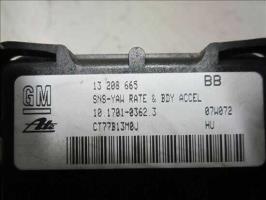 13 208 665 BB
GM SNS-YAW RATE & BDY ACCEL
10.1701-0362.3 07W072
Ate CT77B13M0J HU